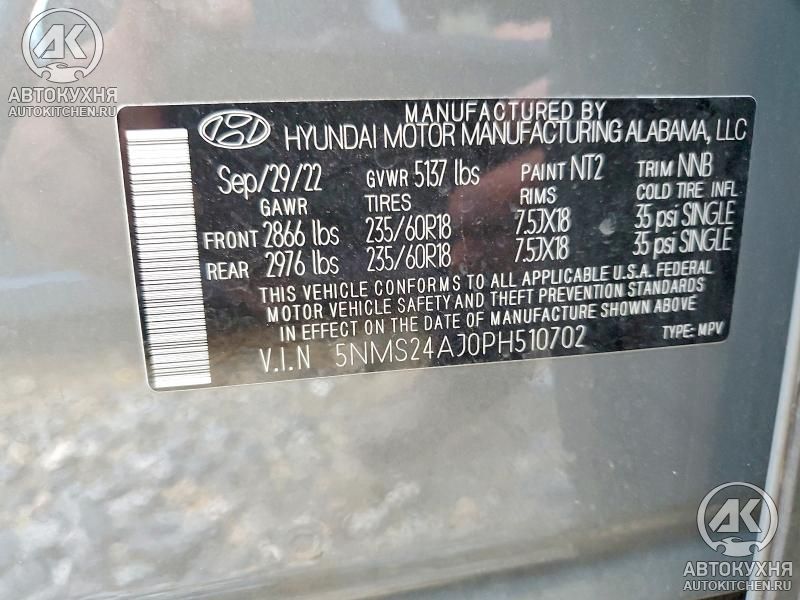 АК
АВТОКУХНЯ
AUTOKITCHEN.RU
MANUFACTURED BY
HYUNDAI MOTOR MANUFACTURING ALABAMA, LLC
Sep/29/22 GVWR 5137 lbs PAINT NT2 TRIM NNB
GAWR TIRES RIMS COLD TIRE INFL
FRONT 2866 lbs 235/60R18 7.5JX18 35 psi SINGLE
REAR 2976 lbs 235/60R18 7.5JX18 35 psi SINGLE
THIS VEHICLE CONFORMS TO ALL APPLICABLE U.S.A. FEDERAL
MOTOR VEHICLE SAFETY AND THEFT PREVENTION STANDARDS
IN EFFECT ON THE DATE OF MANUFACTURE SHOWN ABOVE
V.I.N 5NMS24AJ0PH510702 TYPE: MPV
АК
АВТОКУХНЯ
AUTOKITCHEN.RU